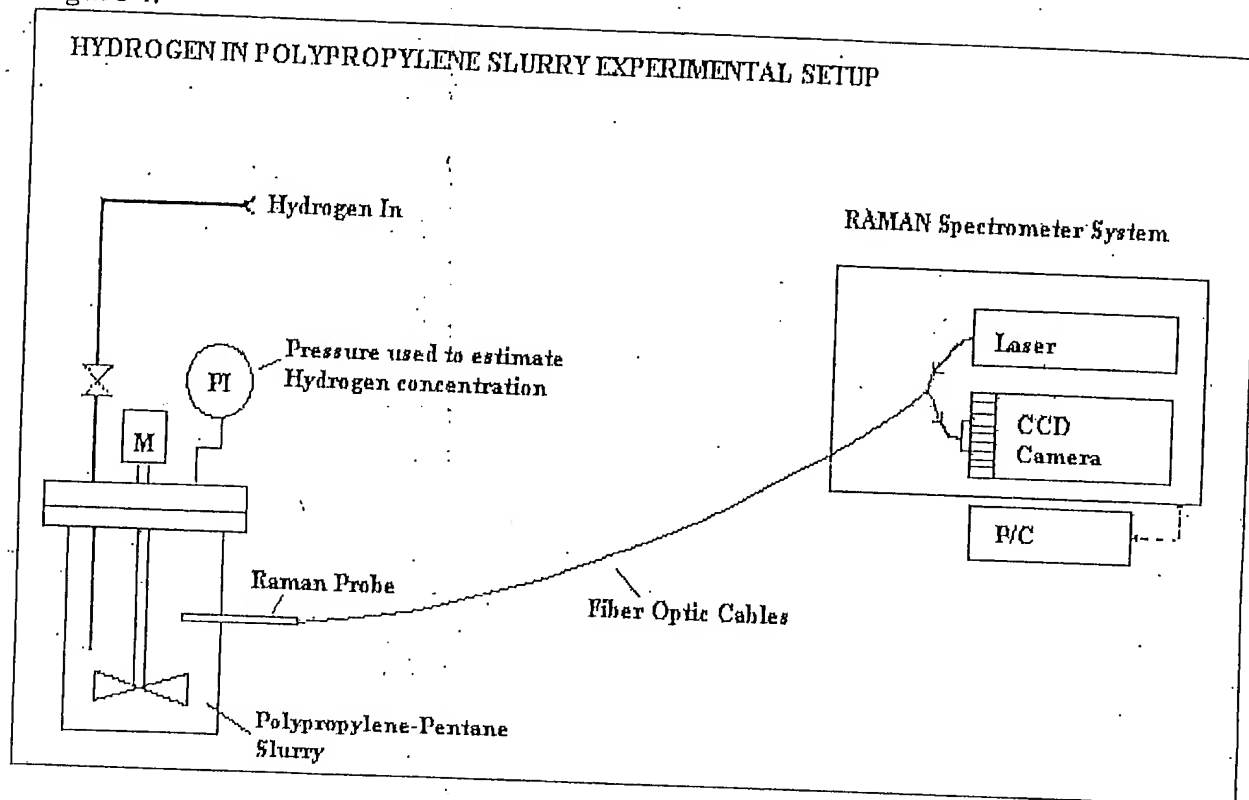 HYDROGEN IN POLYPROPYLENE SLURRY EXPERIMENTAL SETUP
Hydrogen In
RAMAN Spectrometer System
Pressure used to estimate
Hydrogen concentration
PI
M
Laser
CCD
Camera
P/C
Raman Probe
Fiber Optic Cables
Polypropylene-Pentane
Slurry